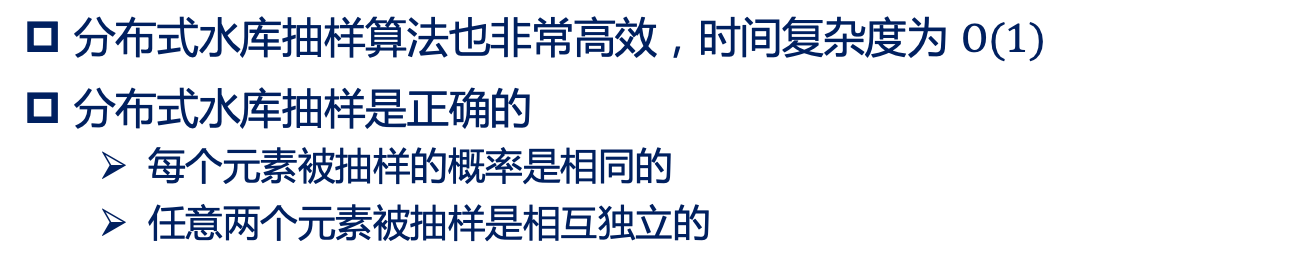 分布式水库抽样算法也非常高效，时间复杂度为 O(1)
分布式水库抽样是正确的
每个元素被抽样的概率是相同的
任意两个元素被抽样是相互独立的